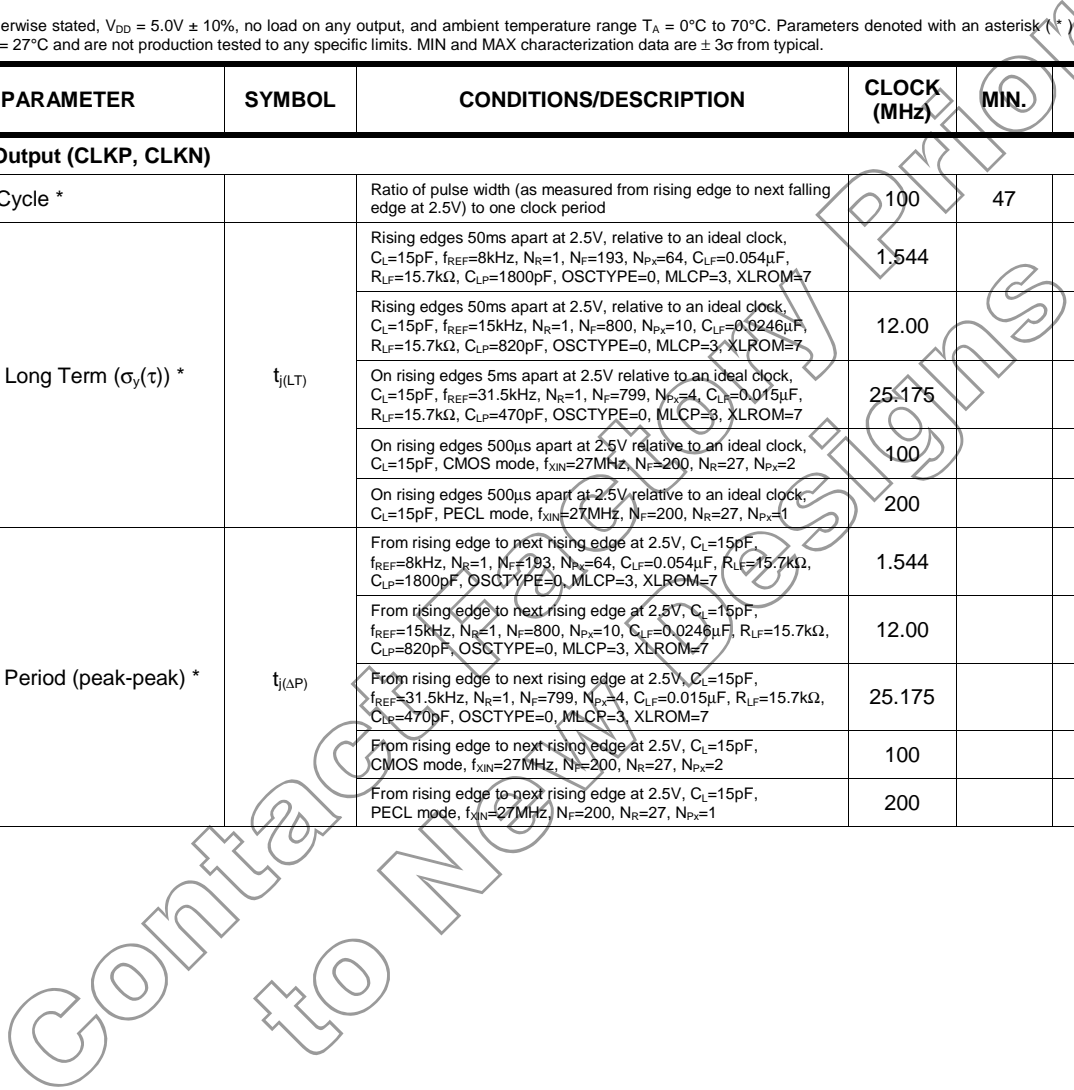 erwise stated, VDD = 5.0V ± 10%, no load on any output, and ambient temperature range TA = 0°C to 70°C. Parameters denoted with an asterisk ( * )
= 27°C and are not production tested to any specific limits. MIN and MAX characterization data are ± 3σ from typical.
PARAMETER SYMBOL CONDITIONS/DESCRIPTION CLOCK (MHz) MIN.
Output (CLKP, CLKN)
Cycle *
Ratio of pulse width (as measured from rising edge to next falling
edge at 2.5V) to one clock period
100 47
Long Term (σy(τ)) * tj(LT)
Rising edges 50ms apart at 2.5V, relative to an ideal clock,
CL=15pF, fREF=8kHz, NR=1, NF=193, NPx=64, CLF=0.054µF,
RLF=15.7kΩ, CLP=1800pF, OSCTYPE=0, MLCP=3, XLROM=7
1.544
Rising edges 50ms apart at 2.5V, relative to an ideal clock,
CL=15pF, fREF=15kHz, NR=1, NF=800, NPx=10, CLF=0.0246µF,
RLF=15.7kΩ, CLP=820pF, OSCTYPE=0, MLCP=3, XLROM=7
12.00
On rising edges 5ms apart at 2.5V relative to an ideal clock,
CL=15pF, fREF=31.5kHz, NR=1, NF=799, NPx=4, CLF=0.015µF,
RLF=15.7kΩ, CLP=470pF, OSCTYPE=0, MLCP=3, XLROM=7
25.175
On rising edges 500µs apart at 2.5V relative to an ideal clock,
CL=15pF, CMOS mode, fXIN=27MHz, NF=200, NR=27, NPx=2
100
On rising edges 500µs apart at 2.5V relative to an ideal clock,
CL=15pF, PECL mode, fXIN=27MHz, NF=200, NR=27, NPx=1
200
Period (peak-peak) * tj(ΔP)
From rising edge to next rising edge at 2.5V, CL=15pF,
fREF=8kHz, NR=1, NF=193, NPx=64, CLF=0.054µF, RLF=15.7kΩ,
CLP=1800pF, OSCTYPE=0, MLCP=3, XLROM=7
1.544
From rising edge to next rising edge at 2.5V, CL=15pF,
fREF=15kHz, NR=1, NF=800, NPx=10, CLF=0.0246µF, RLF=15.7kΩ,
CLP=820pF, OSCTYPE=0, MLCP=3, XLROM=7
12.00
From rising edge to next rising edge at 2.5V, CL=15pF,
fREF=31.5kHz, NR=1, NF=799, NPx=4, CLF=0.015µF, RLF=15.7kΩ,
CLP=470pF, OSCTYPE=0, MLCP=3, XLROM=7
25.175
From rising edge to next rising edge at 2.5V, CL=15pF,
CMOS mode, fXIN=27MHz, NF=200, NR=27, NPx=2
100
From rising edge to next rising edge at 2.5V, CL=15pF,
PECL mode, fXIN=27MHz, NF=200, NR=27, NPx=1
200
Contact Factory Prior
to New Designs